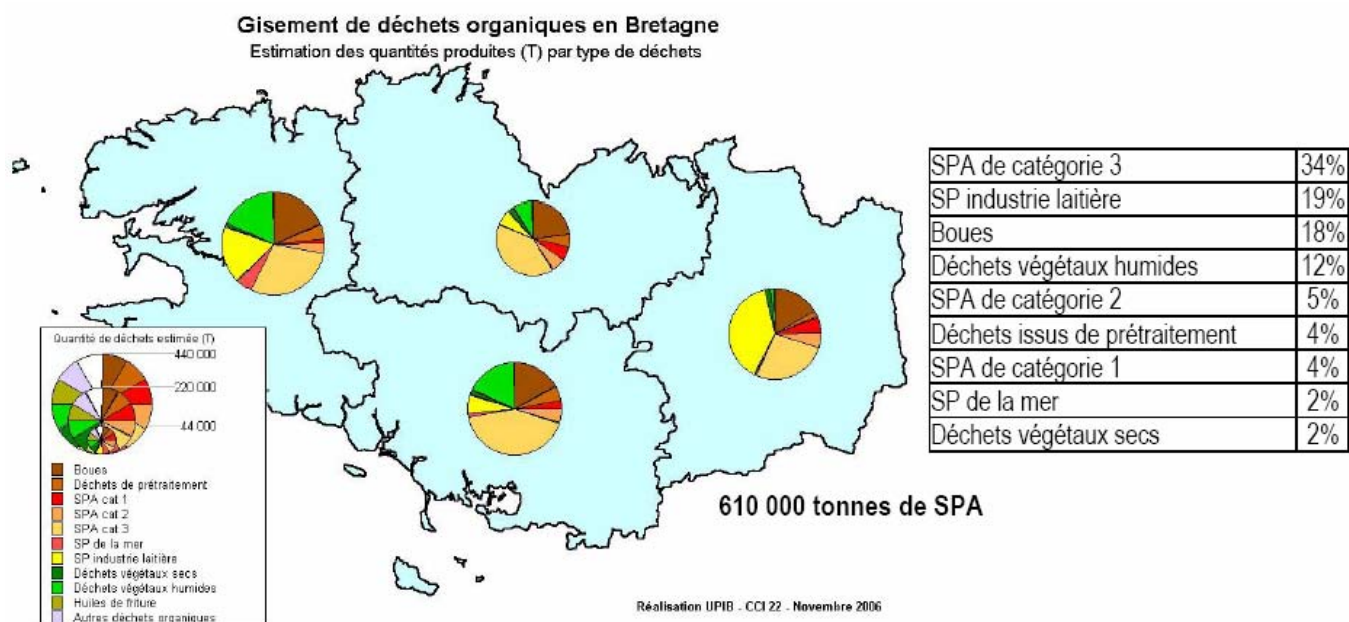 Gisement de déchets organiques en Bretagne
Estimation des quantités produites (T) par type de déchets
SPA de catégorie 3 34%
SP industrie laitière 19%
Boues 18%
Déchets végétaux humides 12%
SPA de catégorie 2 5%
Déchets issus de prétraitement 4%
SPA de catégorie 1 4%
SP de la mer 2%
Déchets végétaux secs 2%
Quantité de déchets estimée (T)
440 000
220 000
44 000
Boues
Déchets de prétraitement
SPA cat 1
SPA cat 2
SPA cat 3
SP de la mer
SP industrie laitière
Déchets végétaux secs
Déchets végétaux humides
Huiles de friture
Autres déchets organiques
610 000 tonnes de SPA
Réalisation UPIB - CCI 22 - Novembre 2006